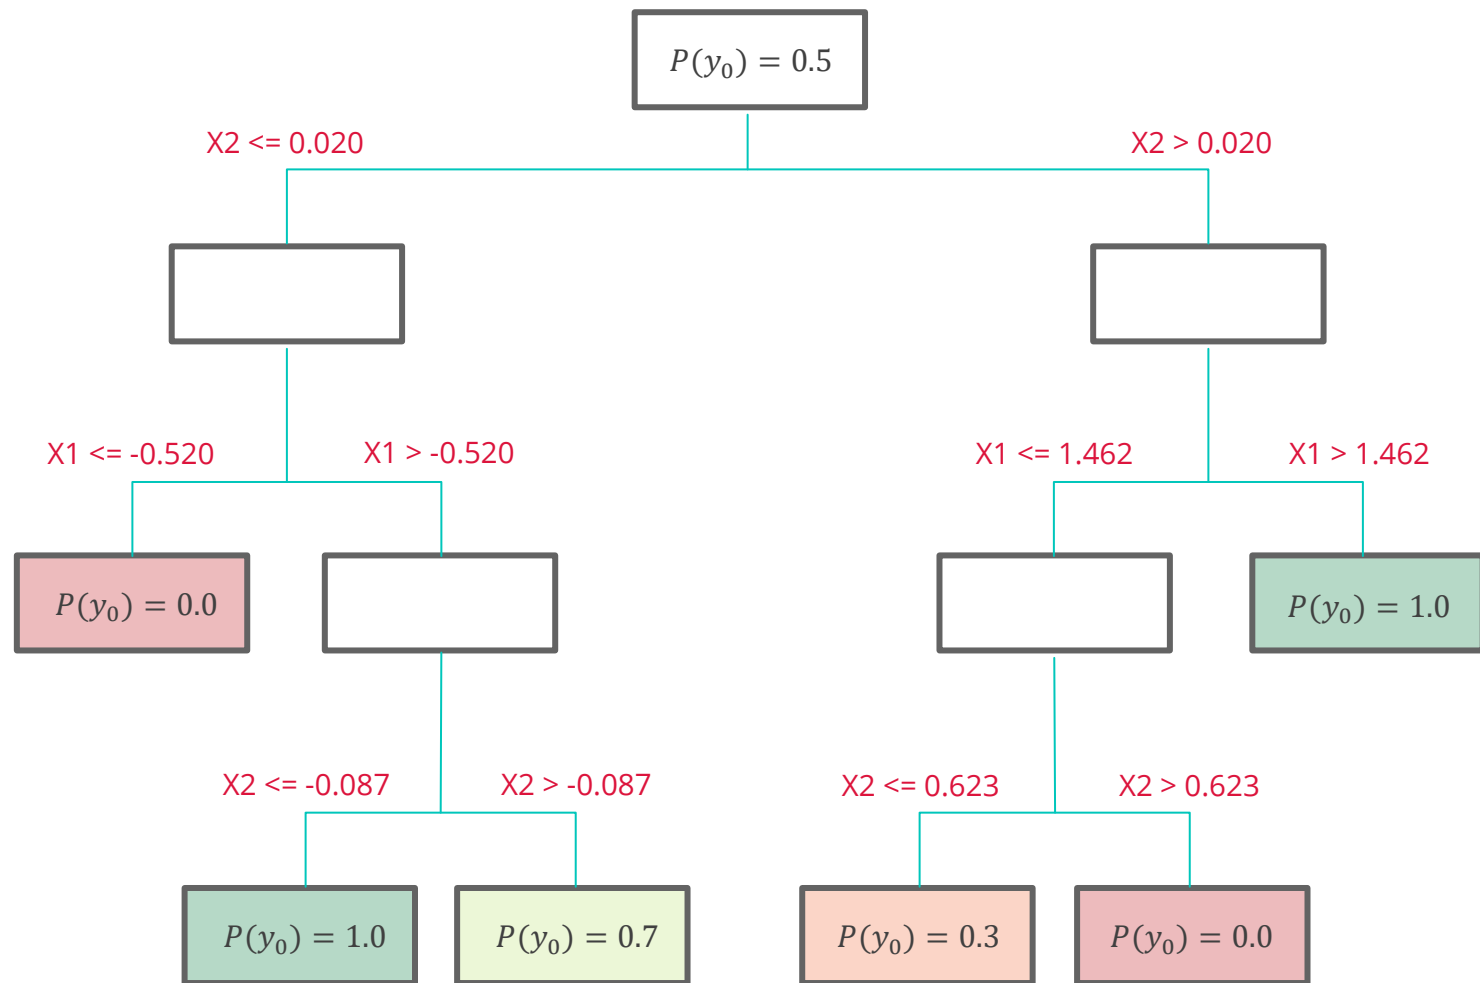 P(y₀) = 0.5
X2 <= 0.020
X2 > 0.020
X1 <= -0.520
X1 > -0.520
X1 <= 1.462
X1 > 1.462
P(y₀) = 0.0
P(y₀) = 1.0
X2 <= -0.087
X2 > -0.087
X2 <= 0.623
X2 > 0.623
P(y₀) = 1.0
P(y₀) = 0.7
P(y₀) = 0.3
P(y₀) = 0.0